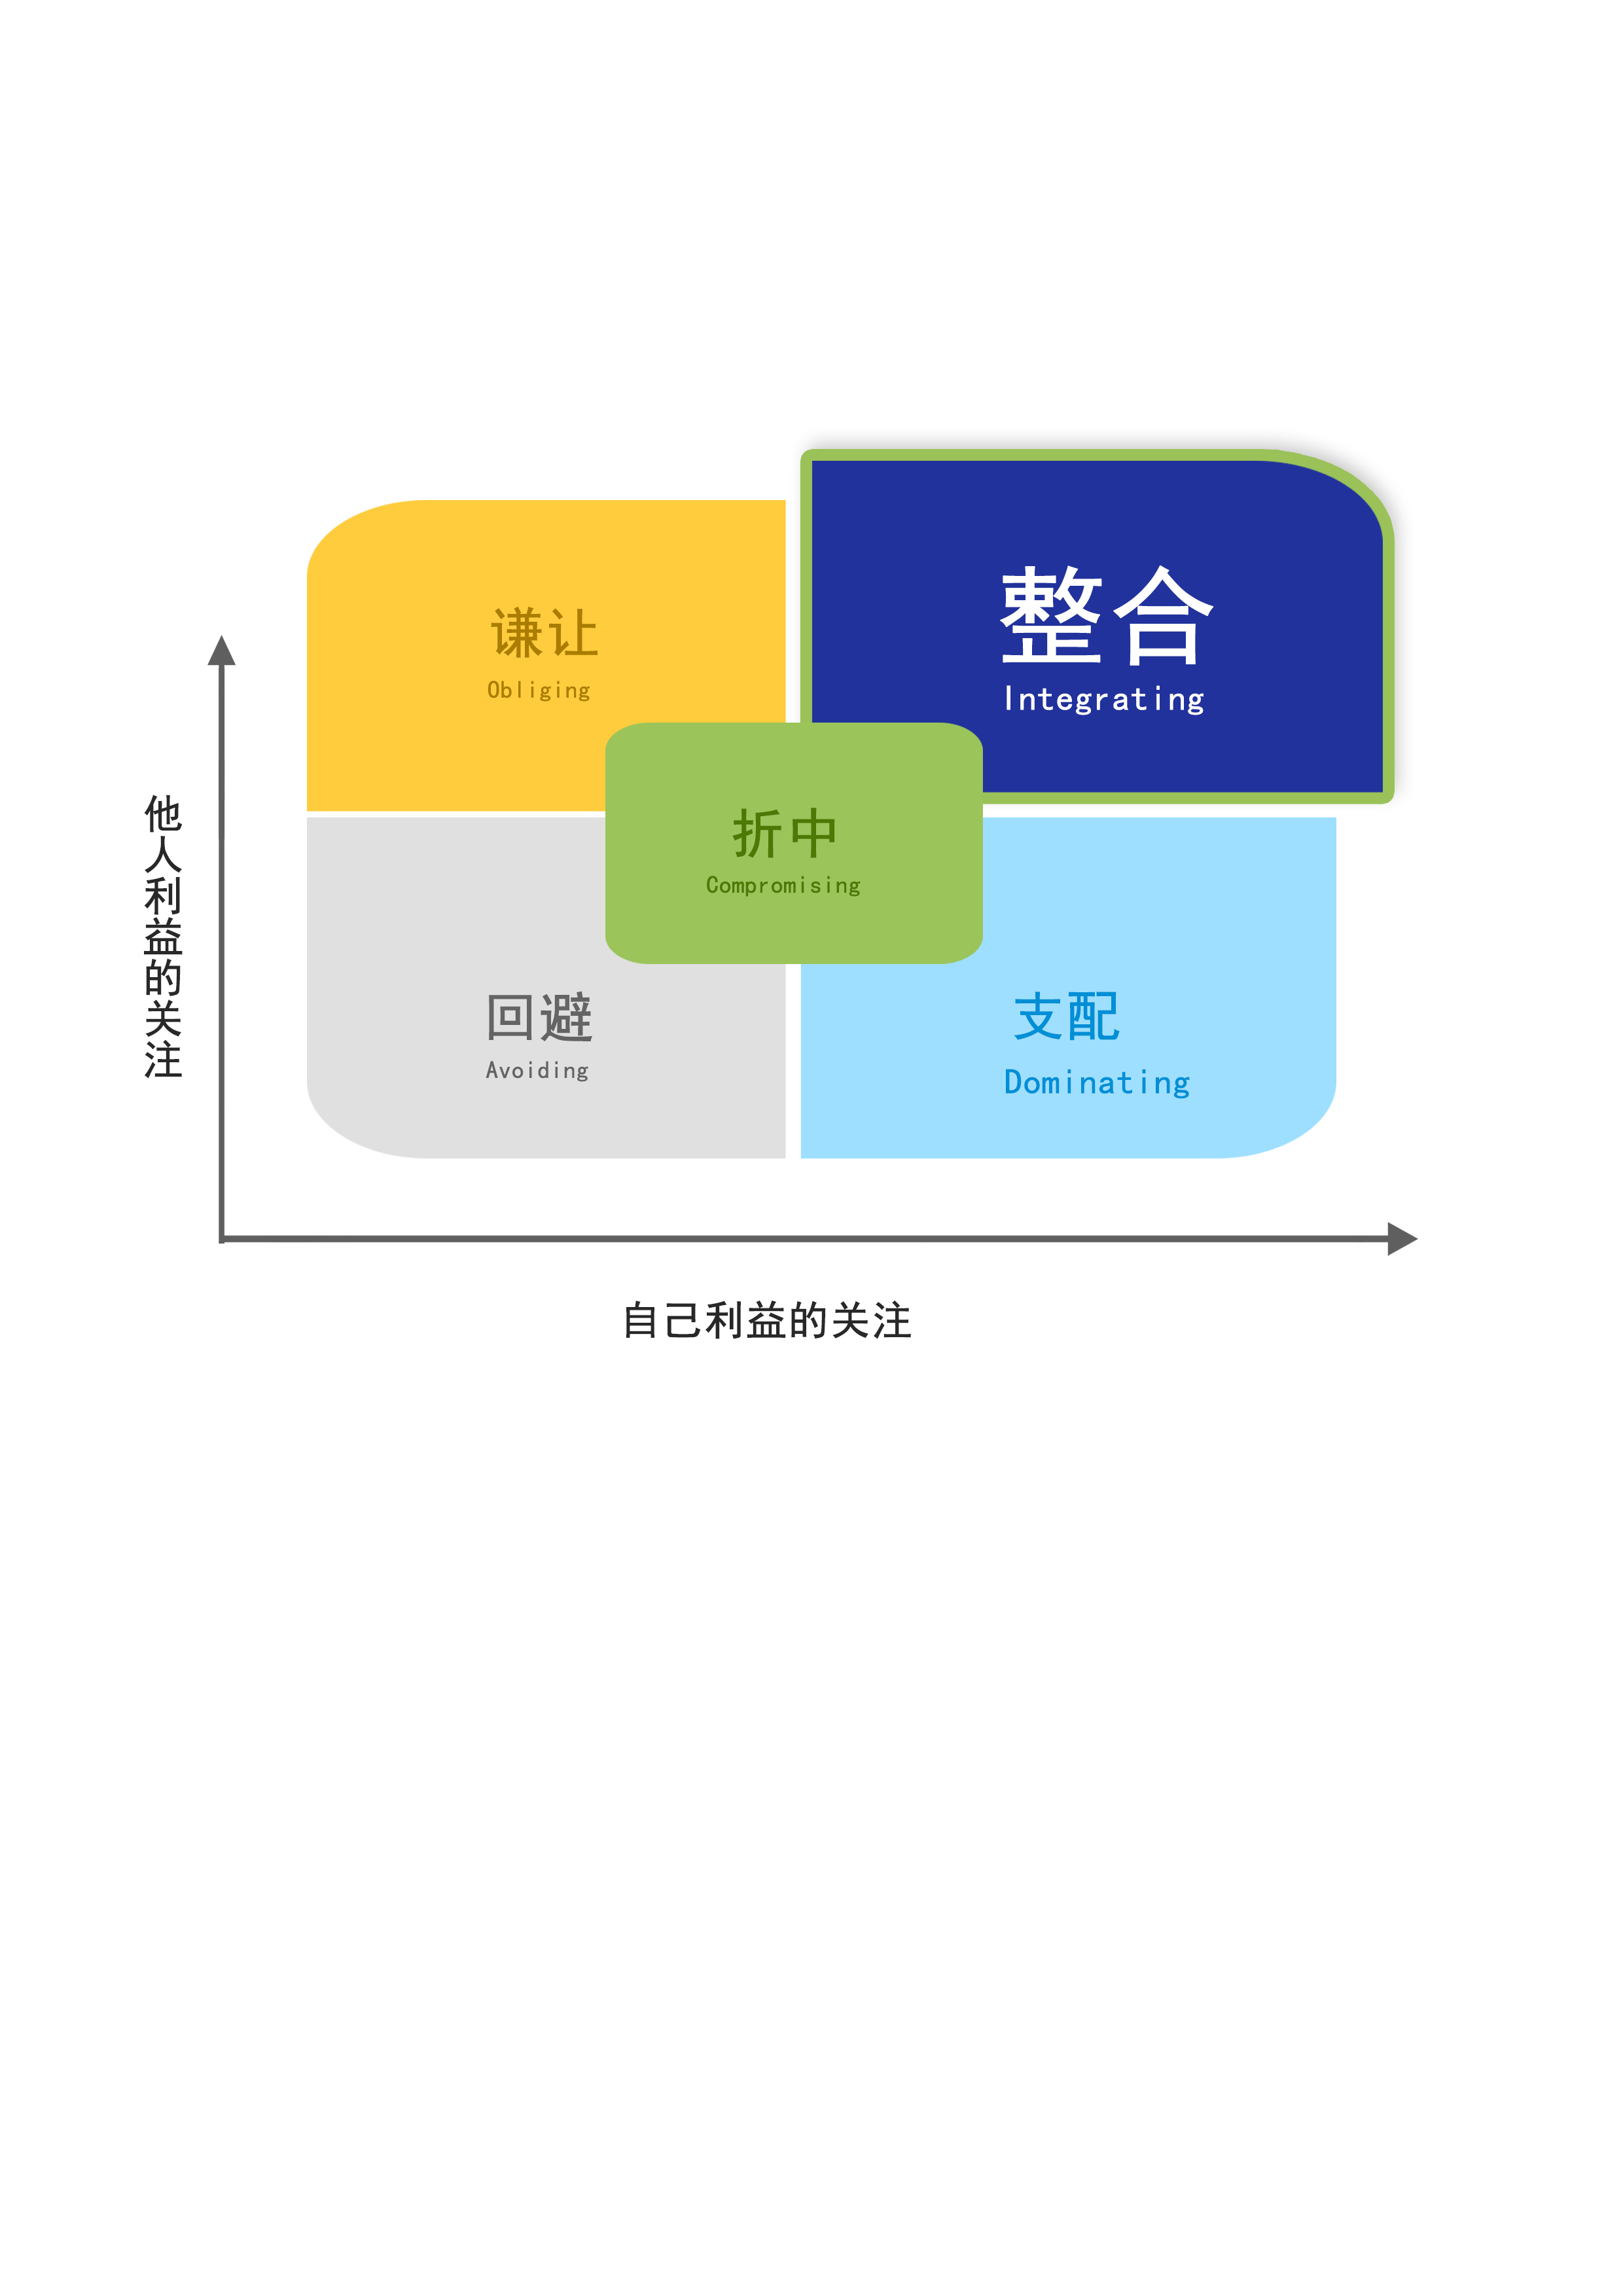 谦让
Obliging
整合
Integrating
折中
Compromising
回避
Avoiding
支配
Dominating
他人利益的关注
自己利益的关注